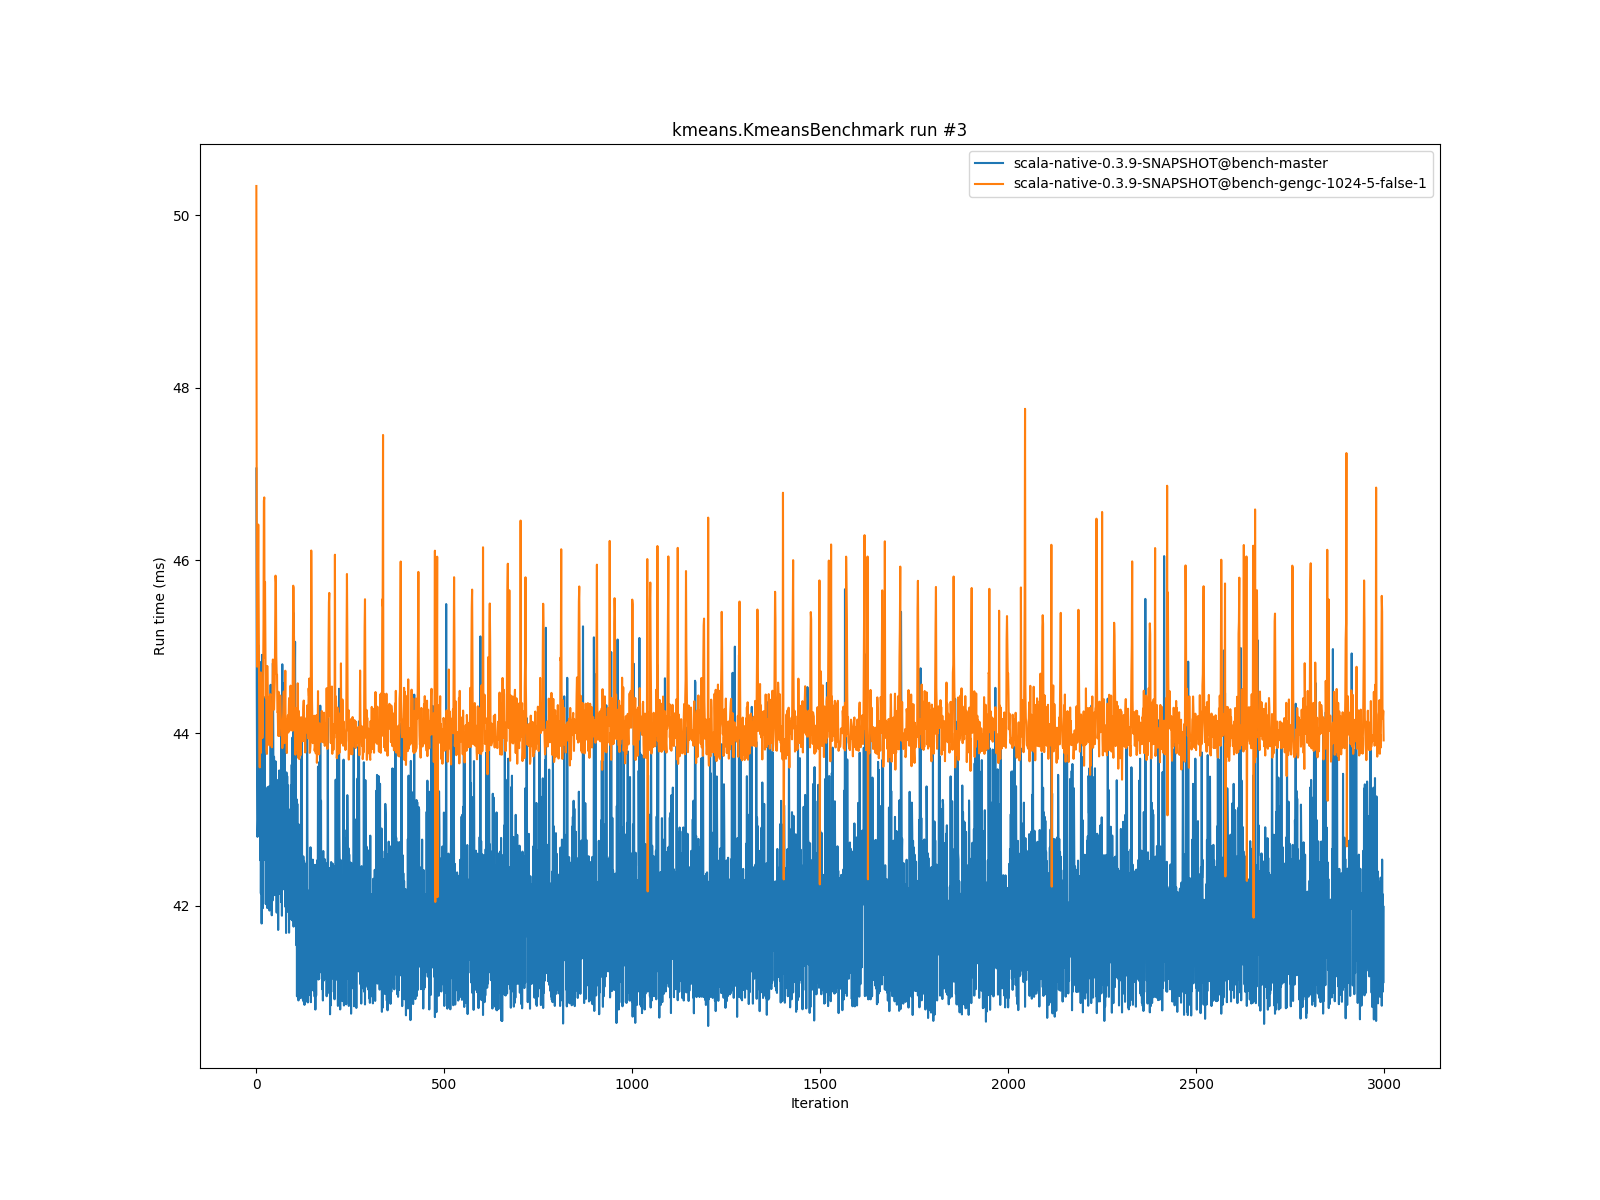 kmeans.KmeansBenchmark run #3
scala-native-0.3.9-SNAPSHOT@bench-master
scala-native-0.3.9-SNAPSHOT@bench-gengc-1024-5-false-1
50
48
46
44
42
Run time (ms)
0 500 1000 1500 2000 2500 3000
Iteration